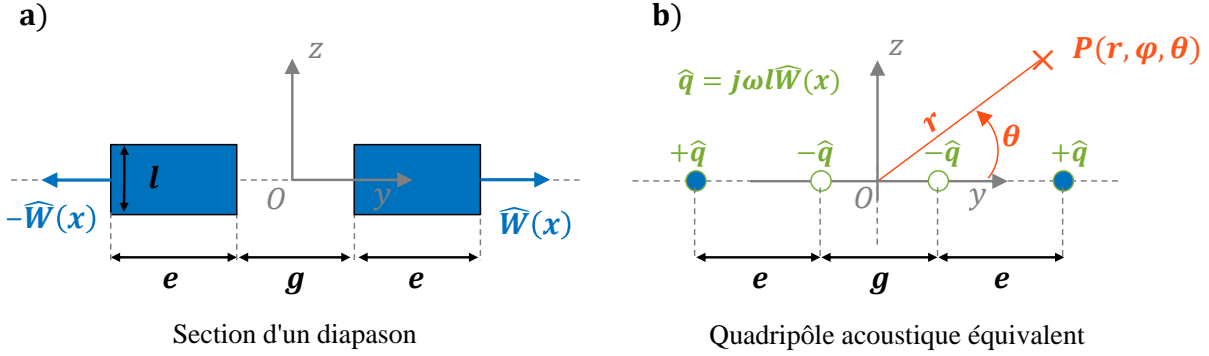 a)
z
l
O
y
-Ŵ(x)
Ŵ(x)
e
g
e
Section d'un diapason
b)
z
P(r, φ, θ)
q̂ = jωlŴ(x)
r
θ
+q̂
-q̂
-q̂
+q̂
O
y
e
g
e
Quadripôle acoustique équivalent